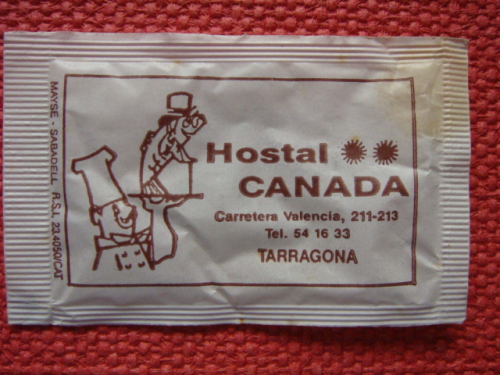 Hostal
CANADA
Carretera Valencia, 211-213
Tel. 54 16 33
TARRAGONA
MAYSE - SABADELL R.S.I. 23.4050/CAT